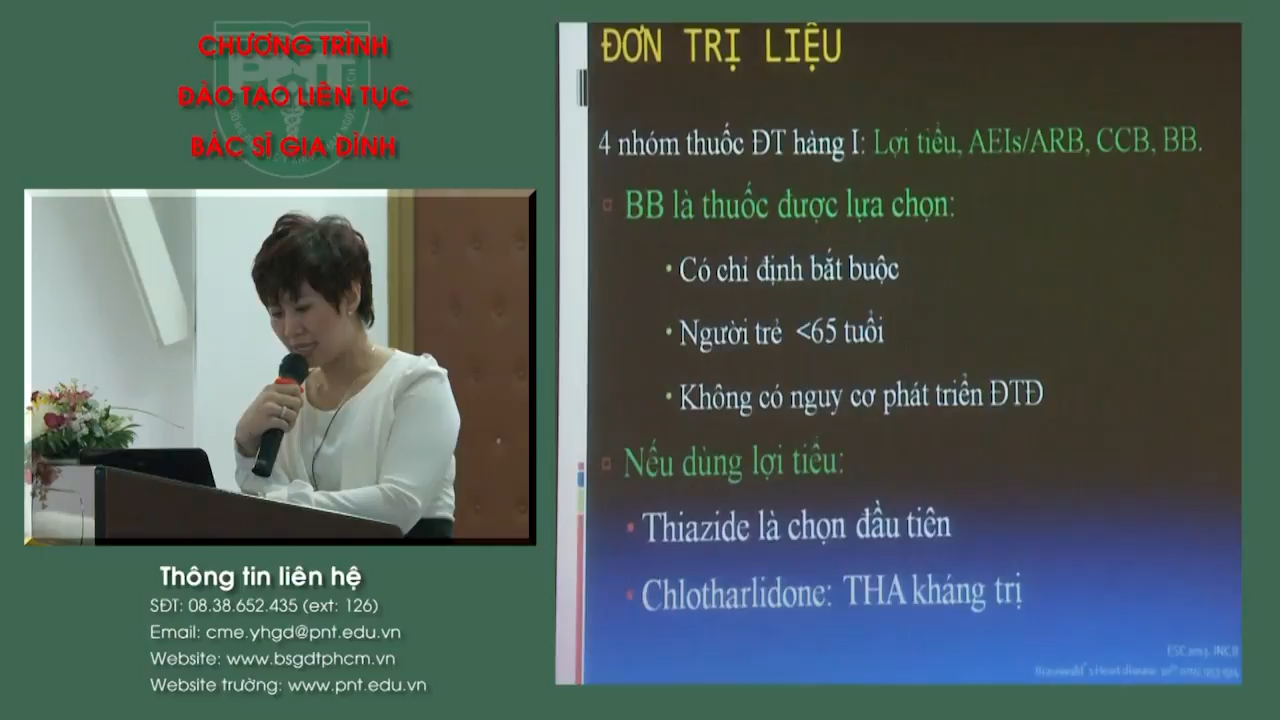 CHƯƠNG TRÌNH
ĐÀO TẠO LIÊN TỤC
BÁC SĨ GIA ĐÌNH
PNT
Thông tin liên hệ
SĐT: 08.38.652.435 (ext: 126)
Email: cme.yhgd@pnt.edu.vn
Website: www.bsgdtphcm.vn
Website trường: www.pnt.edu.vn
ĐƠN TRỊ LIỆU
4 nhóm thuốc ĐT hàng I: Lợi tiểu, AEIs/ARB, CCB, BB.
BB là thuốc được lựa chọn:
• Có chỉ định bắt buộc
• Người trẻ <65 tuổi
• Không có nguy cơ phát triển ĐTĐ
Nếu dùng lợi tiểu:
Thiazide là chọn đầu tiên
Chlotharlidone: THA kháng trị